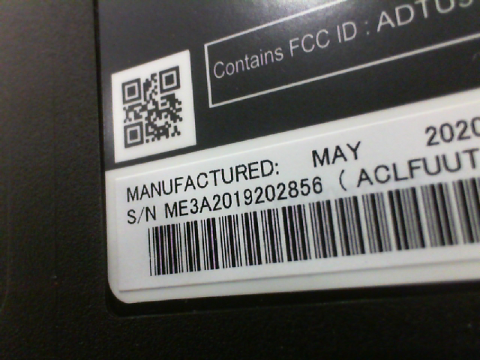 Contains FCC ID : ADTU
MANUFACTURED: MAY 2020
S/N ME3A2019202856 ( ACLFUUT